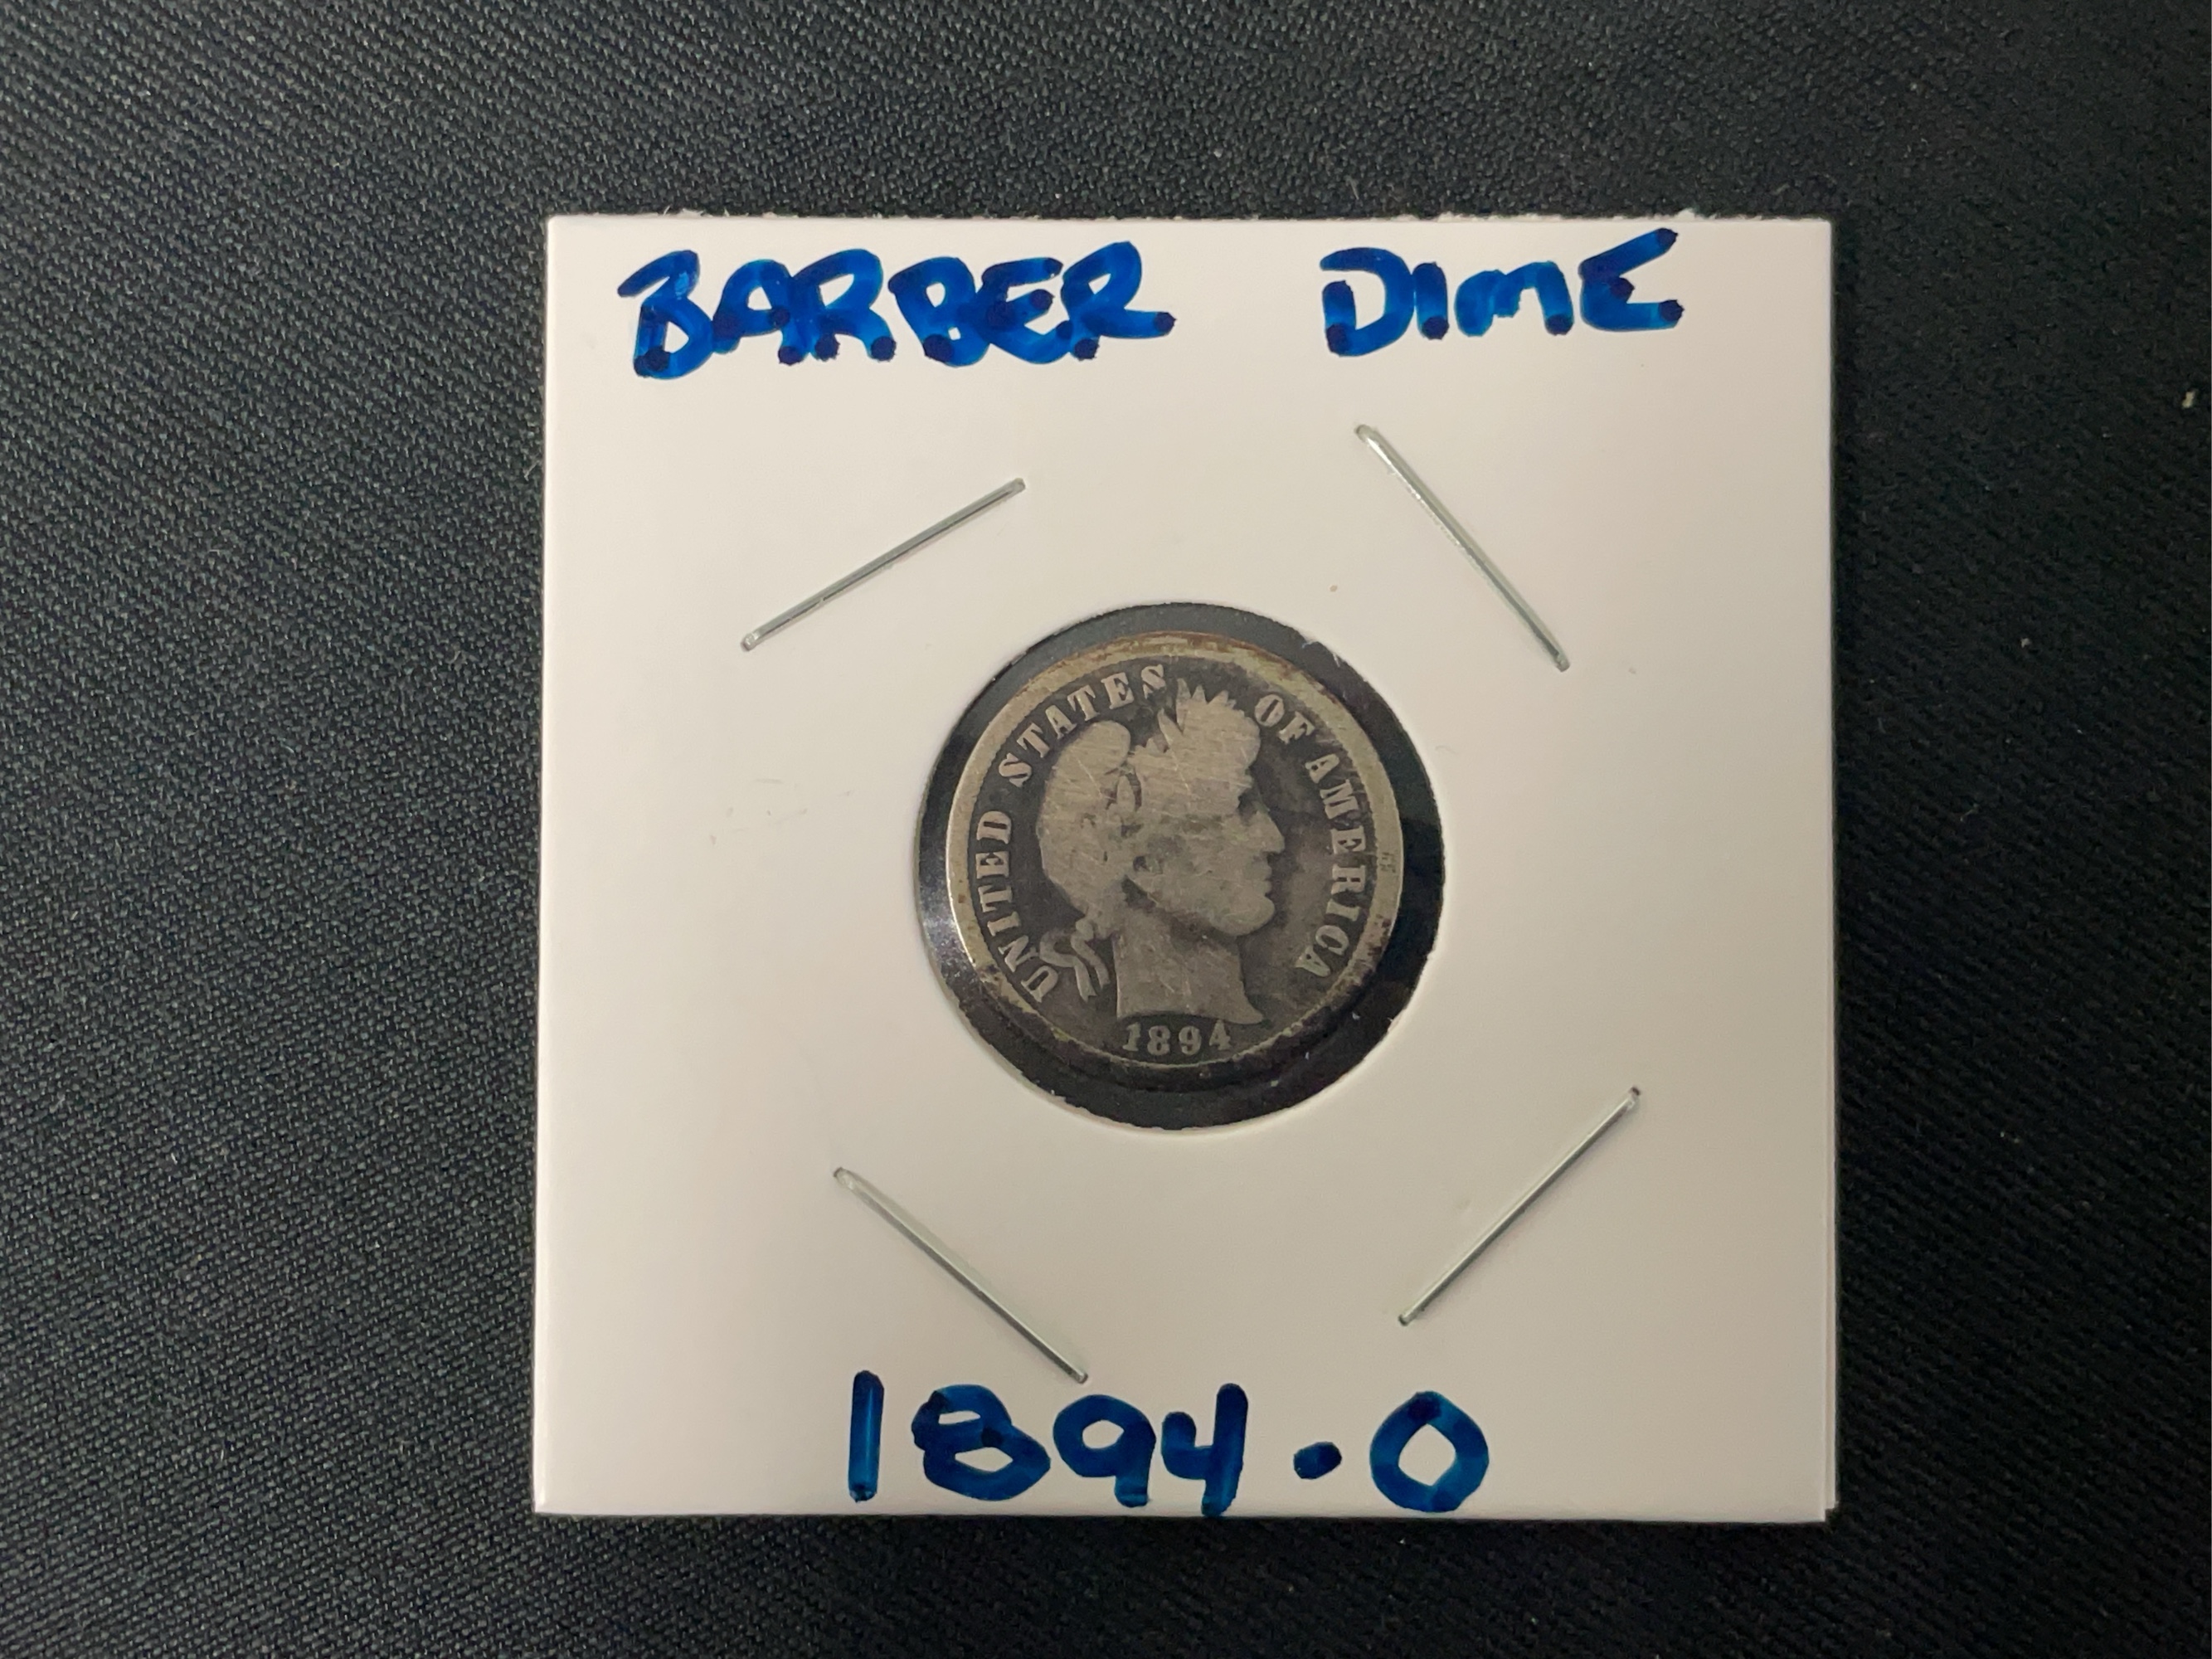 BARBER DIME
UNITED STATES OF AMERICA
1894
1894.O